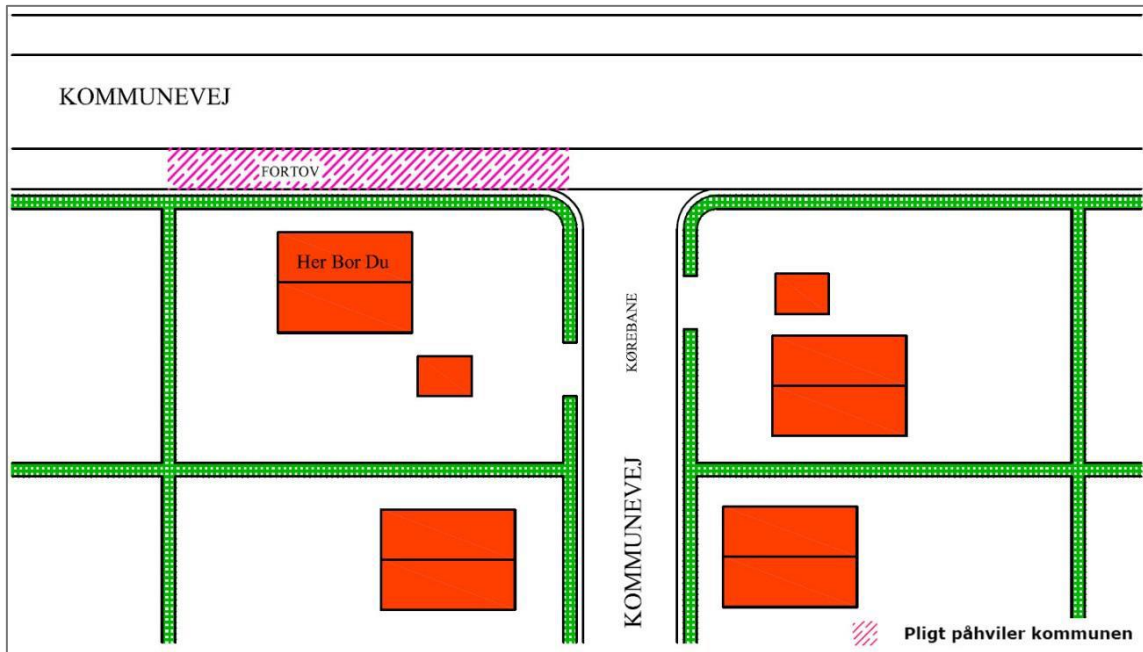 KOMMUNEVEJ
FORTOV
Her Bor Du
KØREBANE
KOMMUNEVEJ
Pligt påhviler kommunen